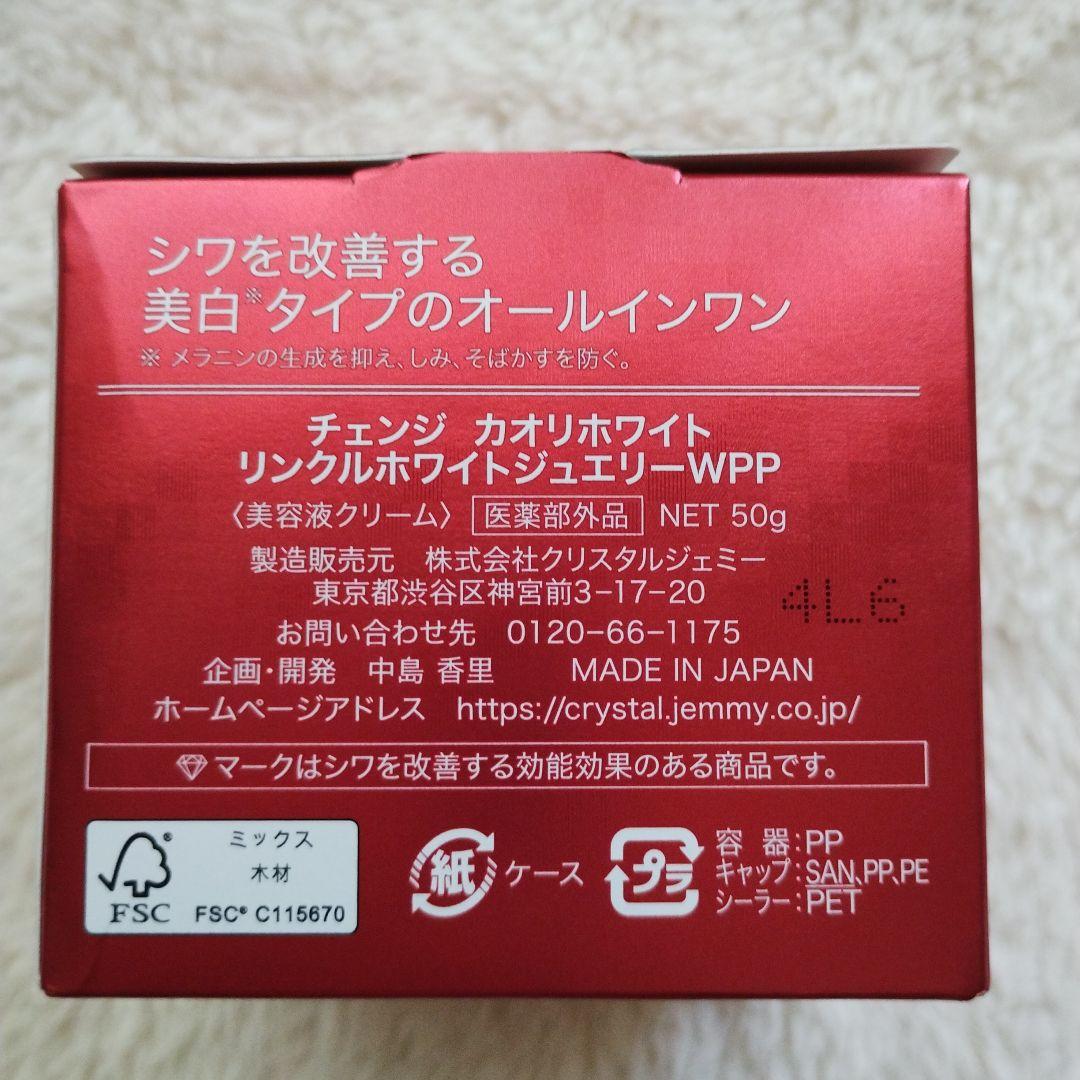 シワを改善する
美白※タイプのオールインワン
※ メラニンの生成を抑え、しみ、そばかすを防ぐ。
チェンジ カオリホワイト
リンクルホワイトジュエリーWPP
〈美容液クリーム〉 医薬部外品 NET 50g
製造販売元 株式会社クリスタルジェミー
東京都渋谷区神宮前3-17-20
4L6
お問い合わせ先 0120-66-1175
企画・開発 中島 香里 MADE IN JAPAN
ホームページアドレス https://crystal.jemmy.co.jp/
マークはシワを改善する効能効果のある商品です。
FSC®
ミックス
木材
FSC® C115670
紙 ケース
プラ
容 器:PP
キャップ:SAN,PP,PE
シーラー:PET